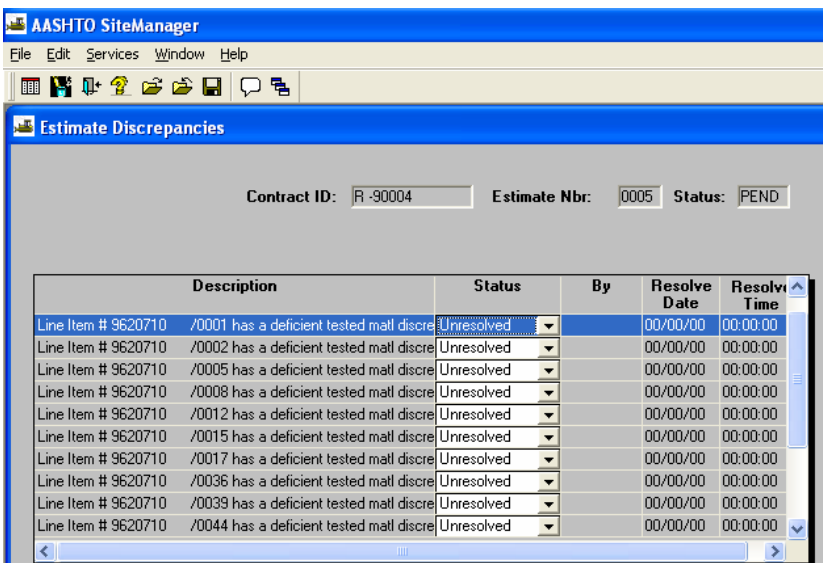 AASHTO SiteManager
File Edit Services Window Help
Estimate Discrepancies
Contract ID: R -90004 Estimate Nbr: 0005 Status: PEND
Description Status By Resolve Date Resolve Time
Line Item # 9620710 /0001 has a deficient tested matl discre Unresolved 00/00/00 00:00:00
Line Item # 9620710 /0002 has a deficient tested matl discre Unresolved 00/00/00 00:00:00
Line Item # 9620710 /0005 has a deficient tested matl discre Unresolved 00/00/00 00:00:00
Line Item # 9620710 /0008 has a deficient tested matl discre Unresolved 00/00/00 00:00:00
Line Item # 9620710 /0012 has a deficient tested matl discre Unresolved 00/00/00 00:00:00
Line Item # 9620710 /0015 has a deficient tested matl discre Unresolved 00/00/00 00:00:00
Line Item # 9620710 /0017 has a deficient tested matl discre Unresolved 00/00/00 00:00:00
Line Item # 9620710 /0036 has a deficient tested matl discre Unresolved 00/00/00 00:00:00
Line Item # 9620710 /0039 has a deficient tested matl discre Unresolved 00/00/00 00:00:00
Line Item # 9620710 /0044 has a deficient tested matl discre Unresolved 00/00/00 00:00:00